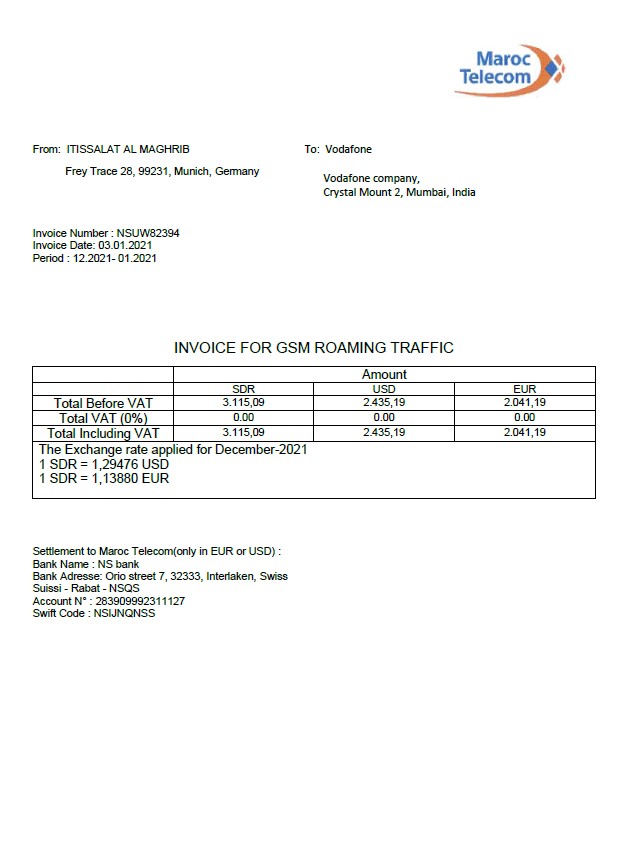 Maroc
Telecom
From: ITISSALAT AL MAGHRIB
To: Vodafone
Frey Trace 28, 99231, Munich, Germany
Vodafone company,
Crystal Mount 2, Mumbai, India
Invoice Number : NSUW82394
Invoice Date: 03.01.2021
Period : 12.2021- 01.2021
INVOICE FOR GSM ROAMING TRAFFIC
Amount
SDR USD EUR
Total Before VAT 3.115,09 2.435,19 2.041,19
Total VAT (0%) 0.00 0.00 0.00
Total Including VAT 3.115,09 2.435,19 2.041,19
The Exchange rate applied for December-2021
1 SDR = 1,29476 USD
1 SDR = 1,13880 EUR
Settlement to Maroc Telecom(only in EUR or USD) :
Bank Name : NS bank
Bank Adresse: Orio street 7, 32333, Interlaken, Swiss
Suissi - Rabat - NSQS
Account N° : 283909992311127
Swift Code : NSIJNQNSS